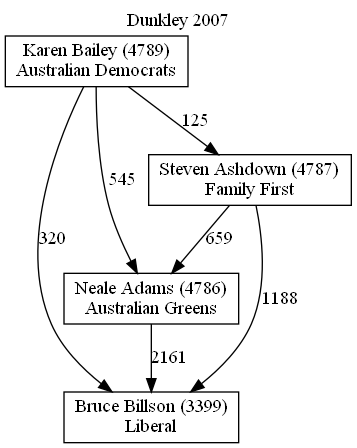 Dunkley 2007
Karen Bailey (4789)
Australian Democrats
125
Steven Ashdown (4787)
Family First
545
320
659
Neale Adams (4786)
Australian Greens
1188
2161
Bruce Billson (3399)
Liberal